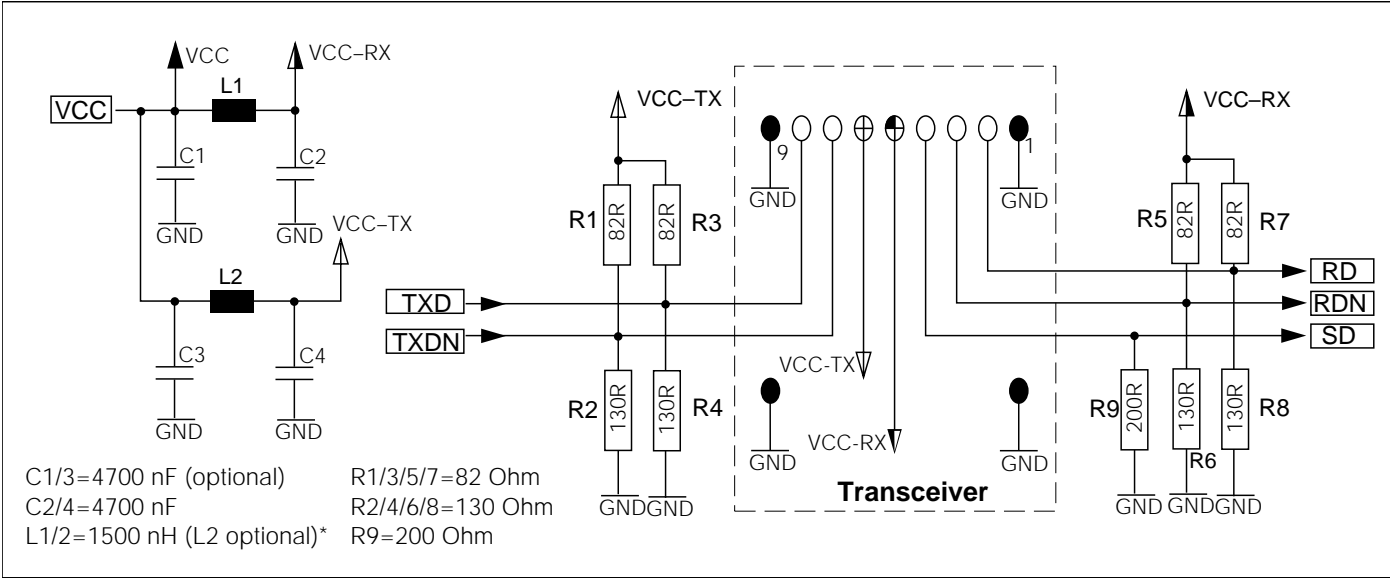 VCC
VCC–RX
L1
VCC
C1
C2
GND
GND
VCC–TX
L2
C3
C4
GND
GND
VCC–TX
R1
82R
82R
R3
TXD
TXDN
R2
130R
130R
R4
GND
GND
9
1
GND
GND
VCC-TX
VCC-RX
GND
GND
Transceiver
VCC–RX
R5
82R
82R
R7
RD
RDN
SD
R9
200R
130R
130R
R8
R6
GND
GND
GND
C1/3=4700 nF (optional)
C2/4=4700 nF
L1/2=1500 nH (L2 optional)*
R1/3/5/7=82 Ohm
R2/4/6/8=130 Ohm
R9=200 Ohm